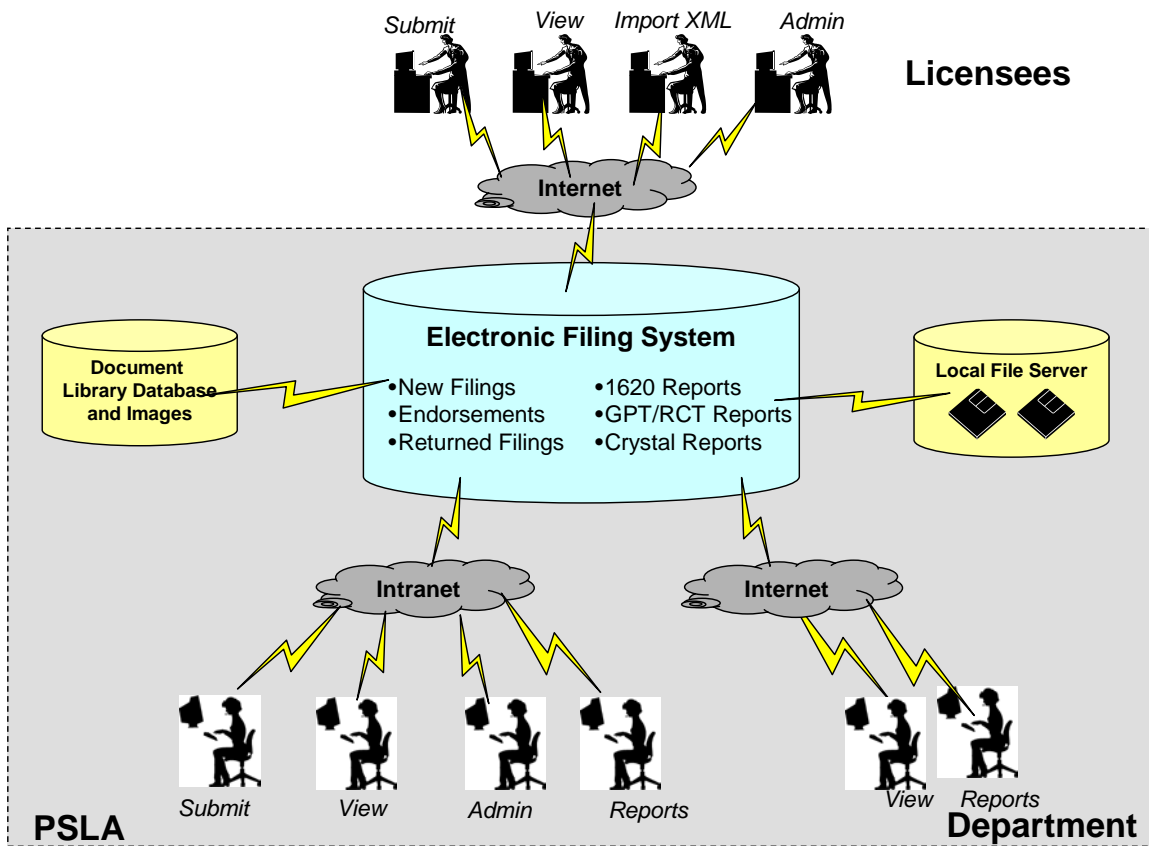 Submit
View
Import XML
Admin
Licensees
Internet
Electronic Filing System
•New Filings
•Endorsements
•Returned Filings
•1620 Reports
•GPT/RCT Reports
•Crystal Reports
Document
Library Database
and Images
Local File Server
Intranet
Internet
Submit
View
Admin
Reports
View
Reports
PSLA
Department